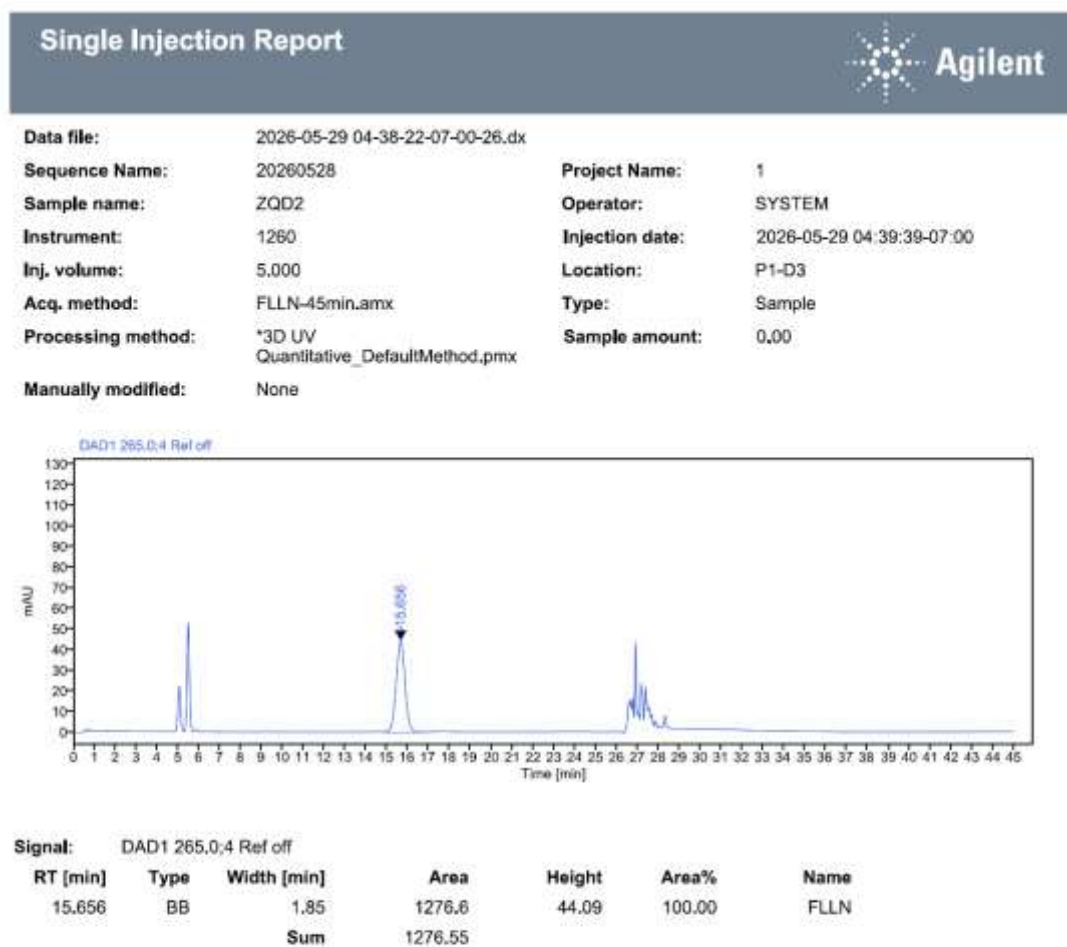 Single Injection Report
Agilent
Data file: 2026-05-29 04-38-22-07-00-26.dx
Sequence Name: 20260528 Project Name: 1
Sample name: ZQD2 Operator: SYSTEM
Instrument: 1260 Injection date: 2026-05-29 04:39:39-07:00
Inj. volume: 5.000 Location: P1-D3
Acq. method: FLLN-45min.amx Type: Sample
Processing method: *3D UV Sample amount: 0.00
Quantitative_DefaultMethod.pmx
Manually modified: None
DAD1 265.0;4 Ref off
130
120
110
100
90
80
70
60
50
40
30
20
10
0
mAU
15.656
0 1 2 3 4 5 6 7 8 9 10 11 12 13 14 15 16 17 18 19 20 21 22 23 24 25 26 27 28 29 30 31 32 33 34 35 36 37 38 39 40 41 42 43 44 45
Time [min]
Signal: DAD1 265.0;4 Ref off
RT [min] Type Width [min] Area Height Area% Name
15.656 BB 1.85 1276.6 44.09 100.00 FLLN
Sum 1276.55